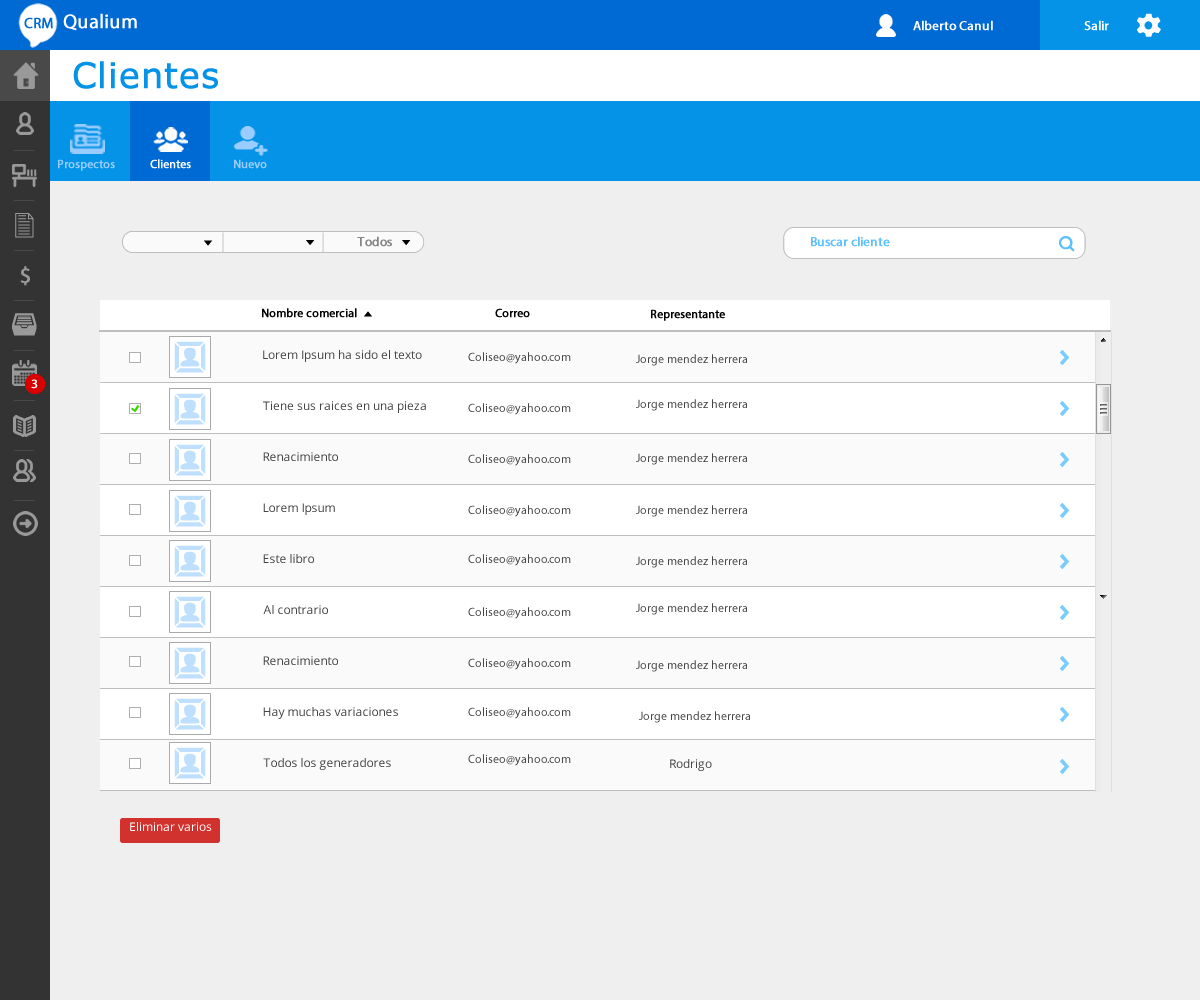 CRM Qualium
Alberto Canul
Salir
Clientes
Prospectos
Clientes
Nuevo
Todos
Buscar cliente
Nombre comercial Correo Representante
Lorem Ipsum ha sido el texto Coliseo@yahoo.com Jorge mendez herrera
Tiene sus raices en una pieza Coliseo@yahoo.com Jorge mendez herrera
Renacimiento Coliseo@yahoo.com Jorge mendez herrera
Lorem Ipsum Coliseo@yahoo.com Jorge mendez herrera
Este libro Coliseo@yahoo.com Jorge mendez herrera
Al contrario Coliseo@yahoo.com Jorge mendez herrera
Renacimiento Coliseo@yahoo.com Jorge mendez herrera
Hay muchas variaciones Coliseo@yahoo.com Jorge mendez herrera
Todos los generadores Coliseo@yahoo.com Rodrigo
Eliminar varios
$
3